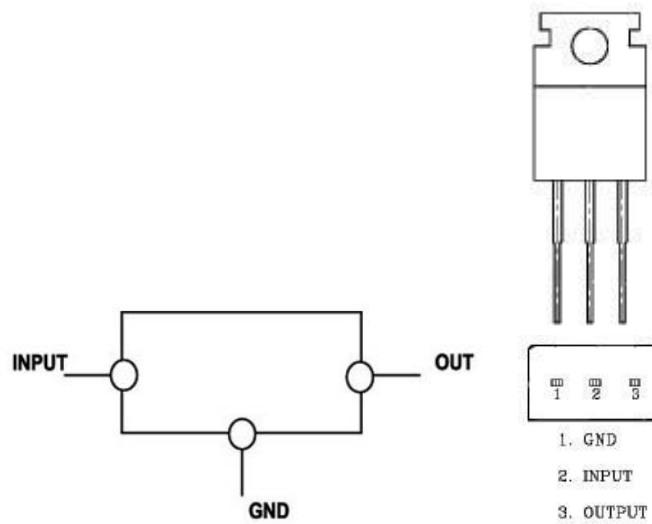 INPUT
OUT
GND
1 2 3
1. GND
2. INPUT
3. OUTPUT